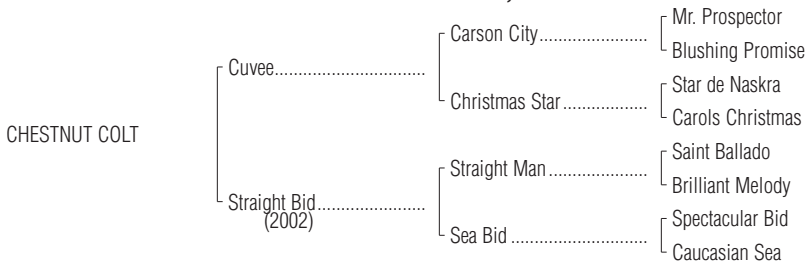 Mr. Prospector
Carson City
Blushing Promise
Cuvee
Star de Naskra
Christmas Star
Carols Christmas
CHESTNUT COLT
Saint Ballado
Straight Man
Brilliant Melody
Straight Bid
(2002)
Spectacular Bid
Sea Bid
Caucasian Sea